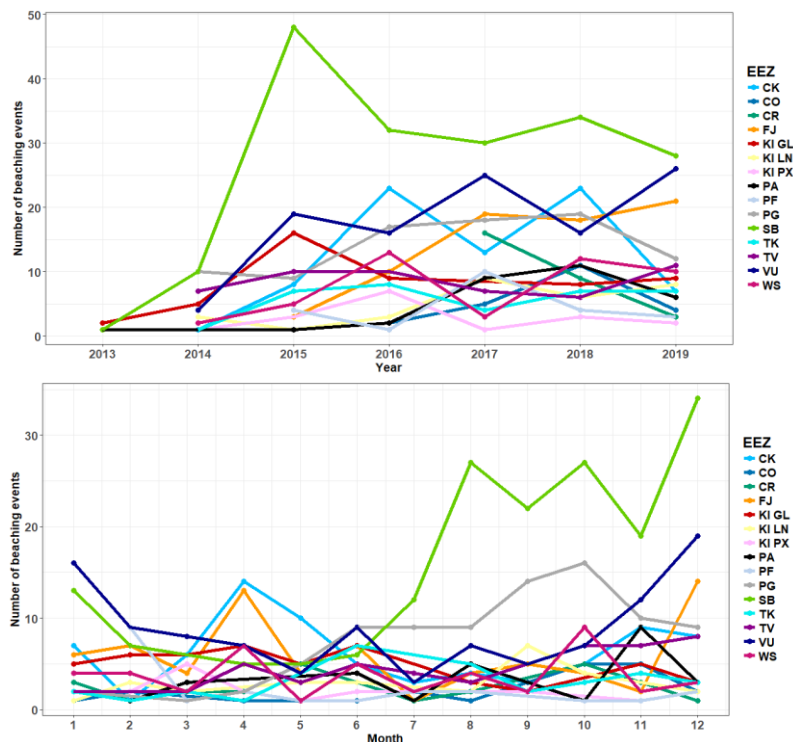 50
40
30
20
10
0
Number of beaching events
2013 2014 2015 2016 2017 2018 2019
Year
EEZ
CK
CO
CR
FJ
KI GL
KI LN
KI PX
PA
PF
PG
SB
TK
TV
VU
WS
30
20
10
0
Number of beaching events
1 2 3 4 5 6 7 8 9 10 11 12
Month
EEZ
CK
CO
CR
FJ
KI GL
KI LN
KI PX
PA
PF
PG
SB
TK
TV
VU
WS